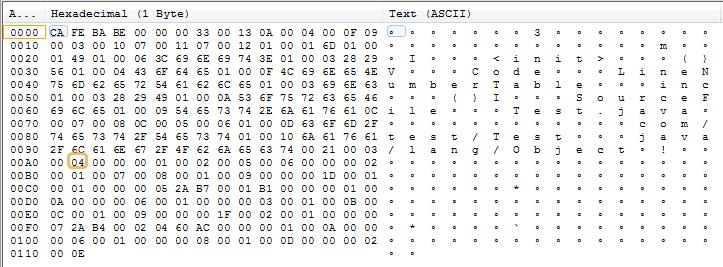 A... Hexadecimal (1 Byte) Text (ASCII)
0000 CA FE BA BE 00 00 00 33 00 13 0A 00 04 00 0F 09 ∘ ∘ ∘ ∘ ∘ ∘ ∘ 3 ∘ ∘ ∘ ∘ ∘ ∘ ∘ ∘
0010 00 03 00 10 07 00 11 07 00 12 01 00 01 6D 01 00 ∘ ∘ ∘ ∘ ∘ ∘ ∘ ∘ ∘ ∘ ∘ ∘ ∘ m ∘ ∘
0020 01 49 01 00 06 3C 69 6E 69 74 3E 01 00 03 28 29 ∘ I ∘ ∘ ∘ < i n i t > ∘ ∘ ∘ ( )
0030 56 01 00 04 43 6F 64 65 01 00 0F 4C 69 6E 65 4E V ∘ ∘ ∘ C o d e ∘ ∘ ∘ L i n e N
0040 75 6D 62 65 72 54 61 62 6C 65 01 00 03 69 6E 63 u m b e r T a b l e ∘ ∘ ∘ i n c
0050 01 00 03 28 29 49 01 00 0A 53 6F 75 72 63 65 46 ∘ ∘ ∘ ( ) I ∘ ∘ ∘ S o u r c e F
0060 69 6C 65 01 00 09 54 65 73 74 2E 6A 61 76 61 0C i l e ∘ ∘ ∘ T e s t . j a v a ∘
0070 00 07 00 08 0C 00 05 00 06 01 00 0D 63 6F 6D 2F ∘ ∘ ∘ ∘ ∘ ∘ ∘ ∘ ∘ ∘ ∘ ∘ c o m /
0080 74 65 73 74 2F 54 65 73 74 01 00 10 6A 61 76 61 t e s t / T e s t ∘ ∘ ∘ j a v a
0090 2F 6C 61 6E 67 2F 4F 62 6A 65 63 74 00 21 00 03 / l a n g / O b j e c t ∘ ! ∘ ∘
00A0 00 04 00 00 00 01 00 02 00 05 00 06 00 00 00 02 ∘ ∘ ∘ ∘ ∘ ∘ ∘ ∘ ∘ ∘ ∘ ∘ ∘ ∘ ∘ ∘
00B0 00 01 00 07 00 08 00 01 00 09 00 00 00 1D 00 01 ∘ ∘ ∘ ∘ ∘ ∘ ∘ ∘ ∘ ∘ ∘ ∘ ∘ ∘ ∘ ∘
00C0 00 01 00 00 00 05 2A B7 00 01 B1 00 00 00 01 00 ∘ ∘ ∘ ∘ ∘ ∘ * ∘ ∘ ∘ ∘ ∘ ∘ ∘ ∘ ∘
00D0 0A 00 00 00 06 00 01 00 00 00 03 00 01 00 0B 00 ∘ ∘ ∘ ∘ ∘ ∘ ∘ ∘ ∘ ∘ ∘ ∘ ∘ ∘ ∘ ∘
00E0 0C 00 01 00 09 00 00 00 1F 00 02 00 01 00 00 00 ∘ ∘ ∘ ∘ ∘ ∘ ∘ ∘ ∘ ∘ ∘ ∘ ∘ ∘ ∘ ∘
00F0 07 2A B4 00 02 04 60 AC 00 00 00 01 00 0A 00 00 ∘ * ∘ ∘ ∘ ∘ ` ∘ ∘ ∘ ∘ ∘ ∘ ∘ ∘ ∘
0100 00 06 00 01 00 00 00 08 00 01 00 0D 00 00 00 02 ∘ ∘ ∘ ∘ ∘ ∘ ∘ ∘ ∘ ∘ ∘ ∘ ∘ ∘ ∘ ∘
0110 00 0E ∘ ∘